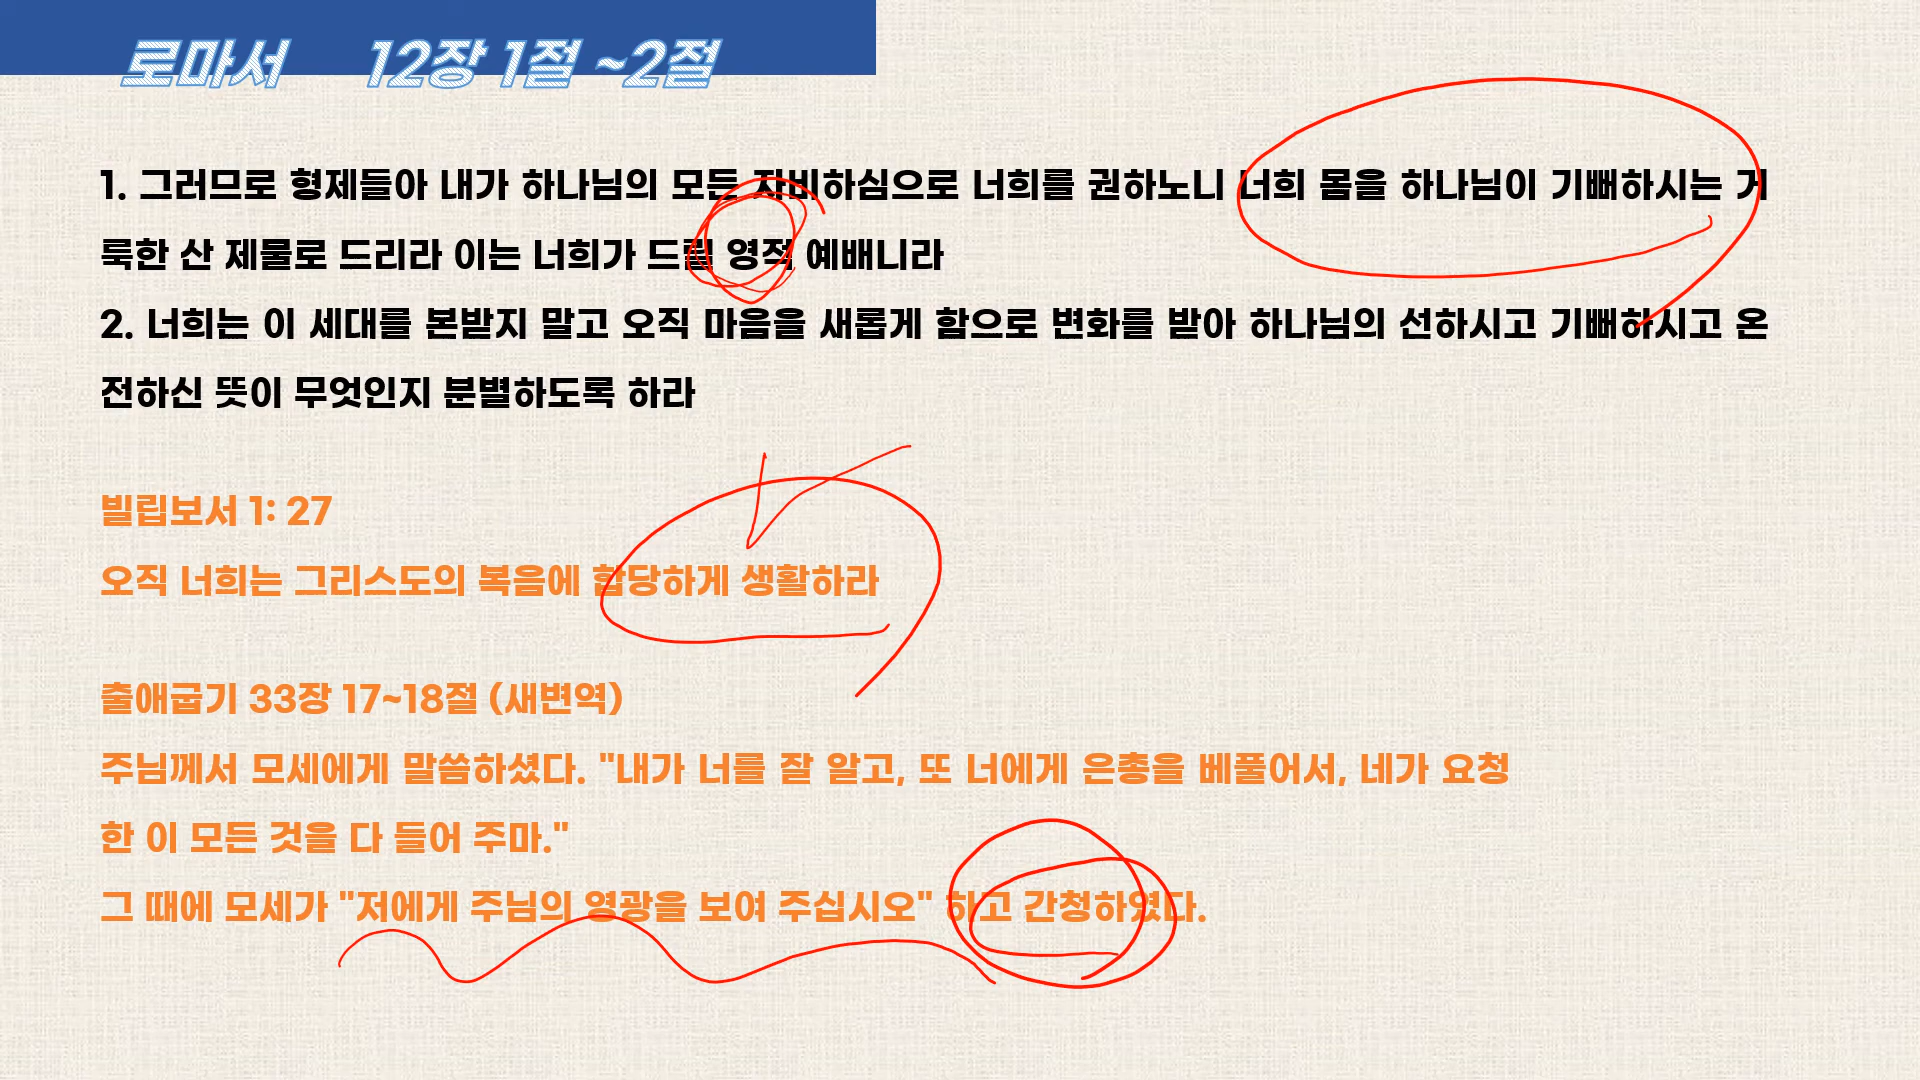 로마서 12장 1절 ~2절
1. 그러므로 형제들아 내가 하나님의 모든 자비하심으로 너희를 권하노니 너희 몸을 하나님이 기뻐하시는 거
룩한 산 제물로 드리라 이는 너희가 드릴 영적 예배니라
2. 너희는 이 세대를 본받지 말고 오직 마음을 새롭게 함으로 변화를 받아 하나님의 선하시고 기뻐하시고 온
전하신 뜻이 무엇인지 분별하도록 하라
빌립보서 1: 27
오직 너희는 그리스도의 복음에 합당하게 생활하라
출애굽기 33장 17~18절 (새번역)
주님께서 모세에게 말씀하셨다. "내가 너를 잘 알고, 또 너에게 은총을 베풀어서, 네가 요청
한 이 모든 것을 다 들어 주마."
그 때에 모세가 "저에게 주님의 영광을 보여 주십시오" 하고 간청하였다.